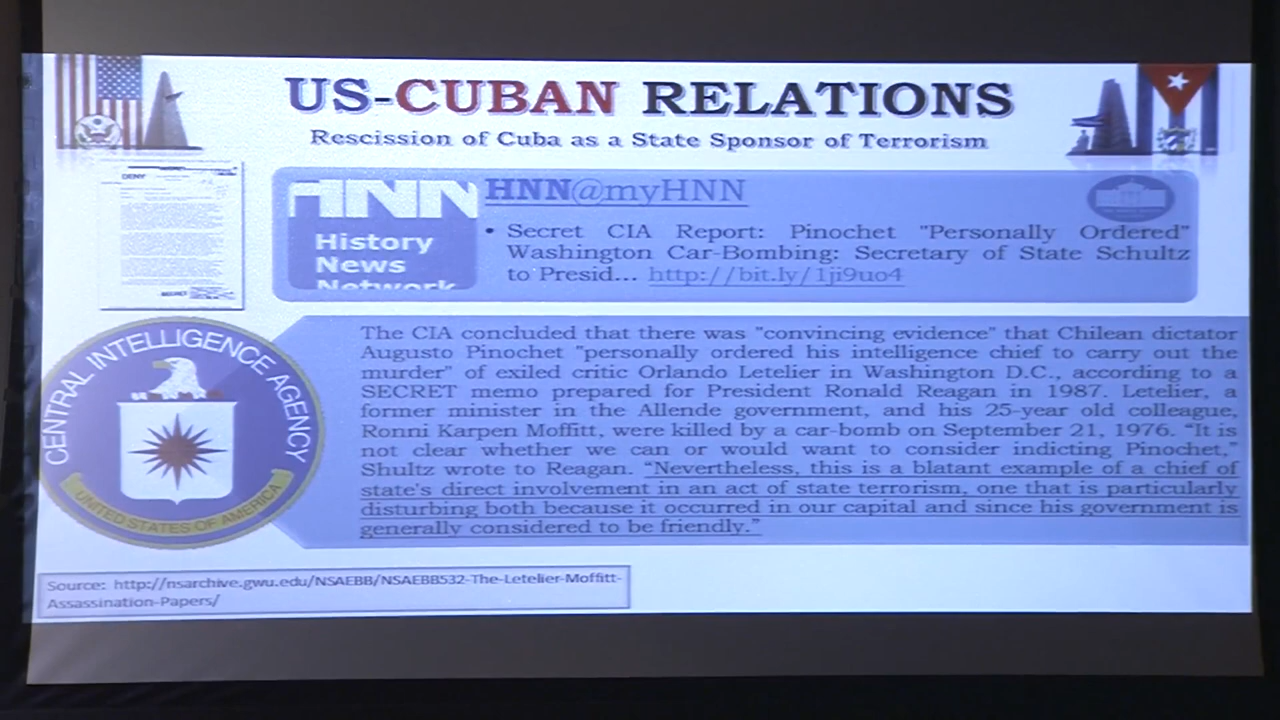 US-CUBAN RELATIONS
Rescission of Cuba as a State Sponsor of Terrorism
DENY
HNN
History
News
Network
HNN@myHNN
• Secret CIA Report: Pinochet "Personally Ordered"
Washington Car-Bombing: Secretary of State Schultz
to Presid... http://bit.ly/1ji9uo4
CENTRAL INTELLIGENCE AGENCY
UNITED STATES OF AMERICA
The CIA concluded that there was "convincing evidence" that Chilean dictator
Augusto Pinochet "personally ordered his intelligence chief to carry out the
murder" of exiled critic Orlando Letelier in Washington D.C., according to a
SECRET memo prepared for President Ronald Reagan in 1987. Letelier, a
former minister in the Allende government, and his 25-year old colleague,
Ronni Karpen Moffitt, were killed by a car-bomb on September 21, 1976. "It is
not clear whether we can or would want to consider indicting Pinochet,"
Shultz wrote to Reagan. "Nevertheless, this is a blatant example of a chief of
state's direct involvement in an act of state terrorism, one that is particularly
disturbing both because it occurred in our capital and since his government is
generally considered to be friendly."
Source: http://nsarchive.gwu.edu/NSAEBB/NSAEBB532-The-Letelier-Moffitt-
Assassination-Papers/